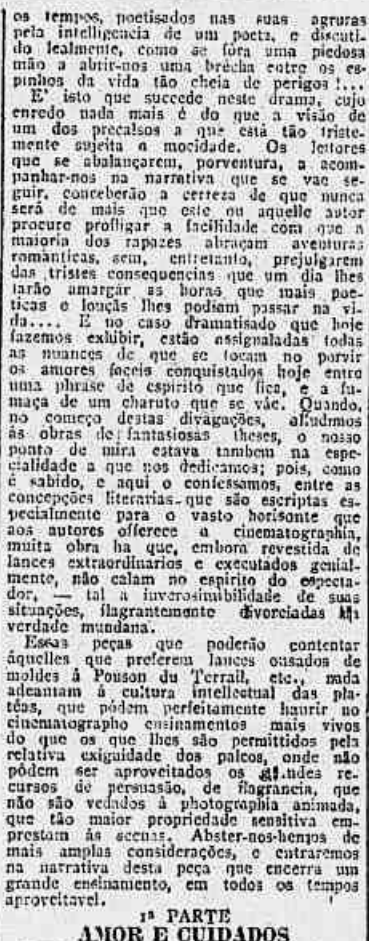 os tempos, poetisados nas suas agruras
pela intelligencia de um poeta, e discuti-
do lealmente, como se fôra uma piedosa
mão a abrir-nos uma brécha entre os es-
pinhos da vida tão cheia de perigos !...
E' isto que succede neste drama, cujo
enredo nada mais é do que a visão de
um dos precalsos a que está tão triste-
mente sujeita a mocidade. Os leitores
que se abalançarem, porventura, a acom-
panhar-nos na narrativa que se vae se-
guir, conceberão a certeza de que nunca
será de mais que este ou aquelle autor
procure profligar a facilidade com que a
maioria dos rapazes abraçam aventuras
romanticas, sem, entretanto, prejulgarem
das tristes consequencias que um dia lhes
farão amargar as horas que mais poe-
ticas e louçãs lhes podiam passar na vi-
da.... E no caso dramatisado que hoje
fazemos exhibir, estão assignaladas todas
as nuances de que se tocam no porvir
os amores faceis conquistados hoje entre
uma phrase de espirito que fica, e a fu-
maça de um charuto que se váe. Quando,
no começo destas divagações, alludimos
ás obras de fantasiosas theses, o nosso
ponto de mira estava tambem na espe-
cialidade a que nos dedicamos; pois, como
é sabido, e aqui o confessamos, entre as
concepções literarias que são escriptas es-
pecialmente para o vasto horisonte que
aos autores offerece a cinematographia,
muita obra ha que, embora revestida de
lances extraordinarios e executados genial-
mente, não calam no espirito do especta-
dor, — tal a inverosimilidade de suas
situações, flagrantemente divorciadas da
verdade mundana.
Essas peças que poderão contentar
áquelles que preferem lances ousados de
moldes á Ponson du Terrail, etc., nada
adeantam á cultura intellectual das pla-
téas, que pódem perfeitamente haurir no
cinematographo ensinamentos mais vivos
do que os que lhes são permittidos pela
relativa exiguidade dos palcos, onde não
pódem ser aproveitados os grandes re-
cursos de persuasão, de flagrancia, que
não são vedados á photographia animada,
que tão maior propriedade sensitiva em-
prestam ás scenas. Abster-nos-hemos de
mais amplas considerações, e entraremos
na narrativa desta peça que encerra um
grande ensinamento, em todos os tempos
aproveitavel.
1ª PARTE
AMOR E CUIDADOS